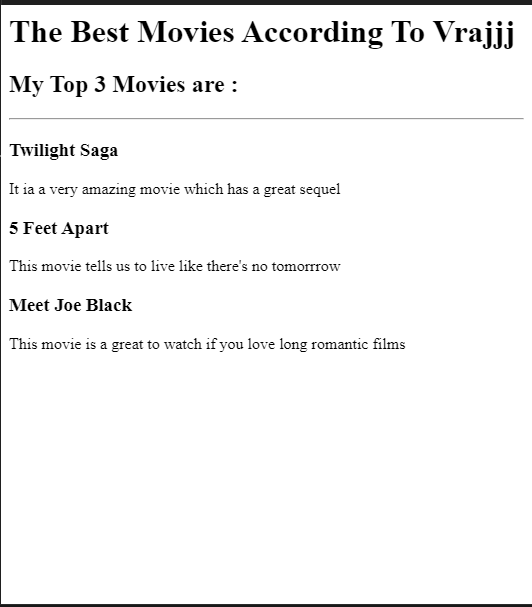 The Best Movies According To Vrajjj
My Top 3 Movies are :
Twilight Saga
It ia a very amazing movie which has a great sequel
5 Feet Apart
This movie tells us to live like there's no tomorrrow
Meet Joe Black
This movie is a great to watch if you love long romantic films